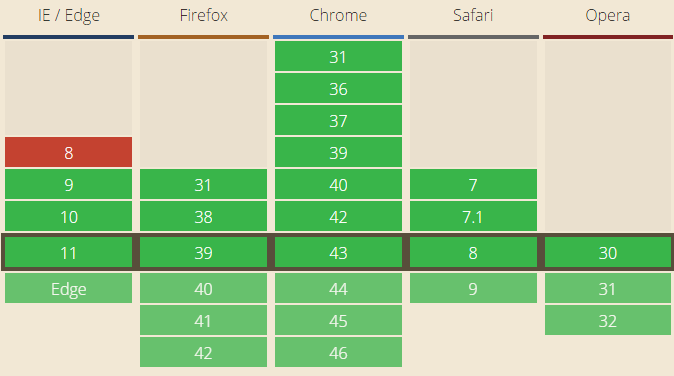 IE / Edge Firefox Chrome Safari Opera
31
36
37
8 39
9 31 40 7
10 38 42 7.1
11 39 43 8 30
Edge 40 44 9 31
41 45 32
42 46